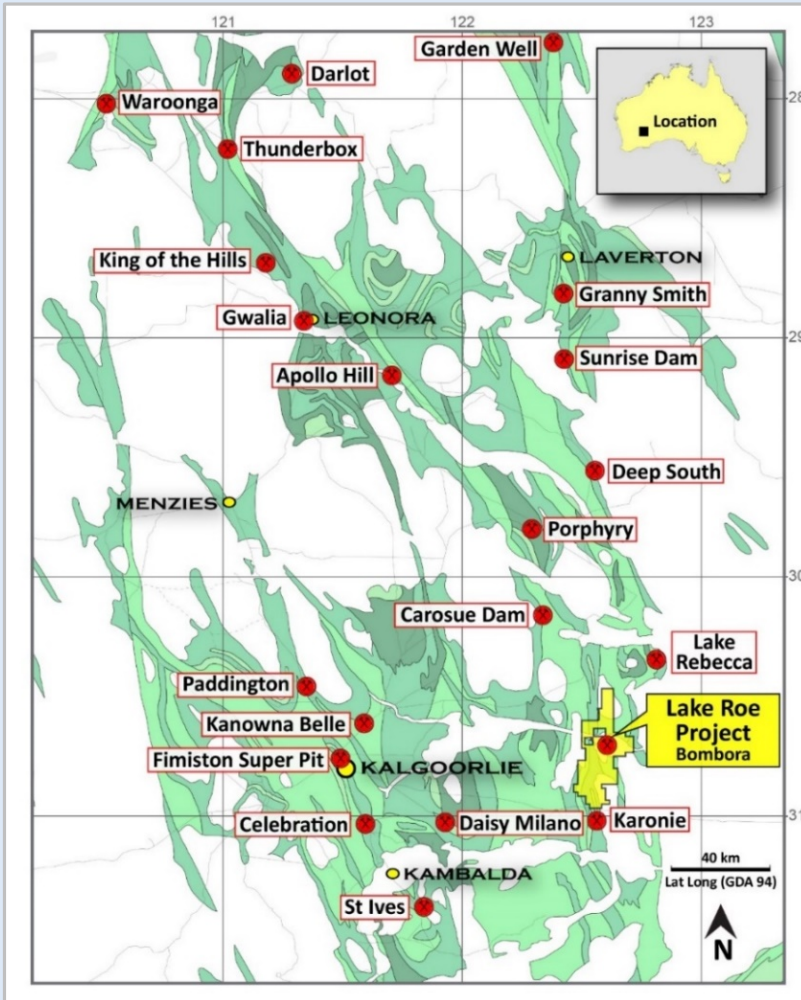 121
122
123
Garden Well
Darlot
28
Waroonga
Location
Thunderbox
King of the Hills
LAVERTON
Granny Smith
Gwalia
LEONORA
29
Sunrise Dam
Apollo Hill
Deep South
MENZIES
Porphyry
30
Carosue Dam
Lake
Rebecca
Paddington
Lake Roe
Project
Bombora
Kanowna Belle
Fimiston Super Pit
KALGOORLIE
31
Celebration
Daisy Milano
Karonie
40 km
Lat Long (GDA 94)
KAMBALDA
St Ives
N